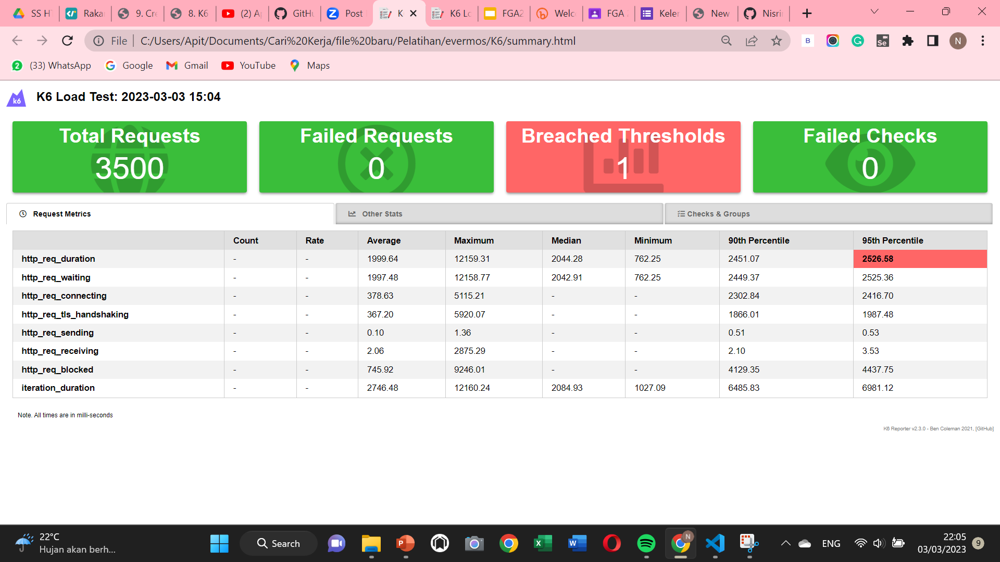 SS H
Raka
9. Cre
8. K6
(2) A
GitHu
Post
K
K6 Lo
FGA2
Welc
FGA
Keler
New
Nisri
File
C:/Users/Apit/Documents/Cari%20Kerja/file%20baru/Pelatihan/evermos/K6/summary.html
B
Se
N
2 (33) WhatsApp
Google
Gmail
YouTube
Maps
k6
K6 Load Test: 2023-03-03 15:04
Total Requests
3500
Failed Requests
0
Breached Thresholds
1
Failed Checks
0
Request Metrics
Other Stats
Checks & Groups
Count Rate Average Maximum Median Minimum 90th Percentile 95th Percentile
http_req_duration - - 1999.64 12159.31 2044.28 762.25 2451.07 2526.58
http_req_waiting - - 1997.48 12158.77 2042.91 762.25 2449.37 2525.36
http_req_connecting - - 378.63 5115.21 - - 2302.84 2416.70
http_req_tls_handshaking - - 367.20 5920.07 - - 1866.01 1987.48
http_req_sending - - 0.10 1.36 - - 0.51 0.53
http_req_receiving - - 2.06 2875.29 - - 2.10 3.53
http_req_blocked - - 745.92 9246.01 - - 4129.35 4437.75
iteration_duration - - 2746.48 12160.24 2084.93 1027.09 6485.83 6981.12
Note. All times are in milli-seconds
K6 Reporter v2.3.0 - Ben Coleman 2021, [GitHub]
22°C
Hujan akan berh...
Search
N
ENG
22:05
03/03/2023
9